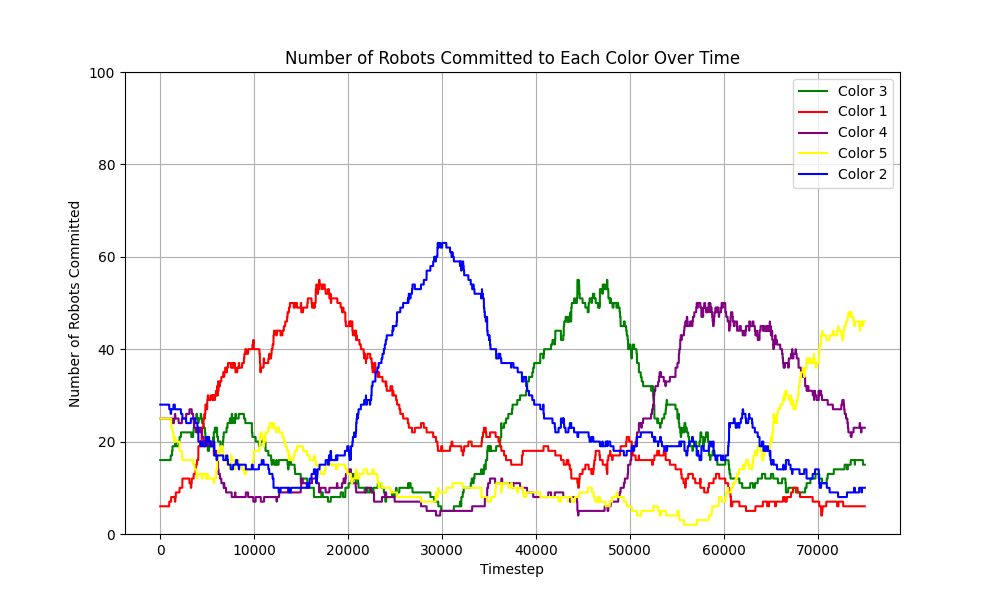 Number of Robots Committed to Each Color Over Time
100
80
60
40
20
0
Number of Robots Committed
Color 3
Color 1
Color 4
Color 5
Color 2
0 10000 20000 30000 40000 50000 60000 70000
Timestep